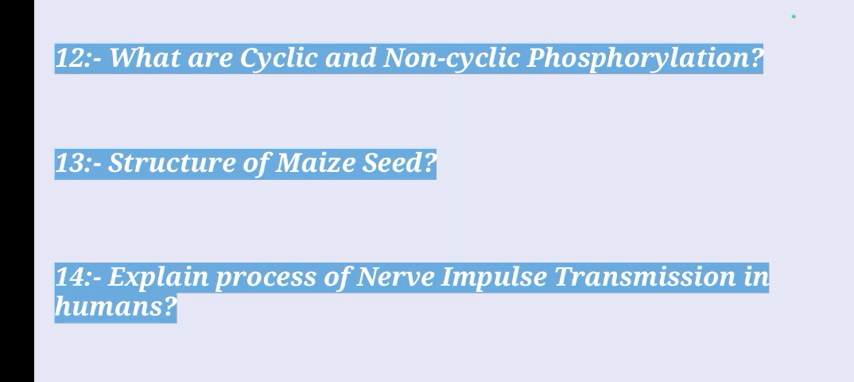 12:- What are Cyclic and Non-cyclic Phosphorylation?
13:- Structure of Maize Seed?
14:- Explain process of Nerve Impulse Transmission in
humans?